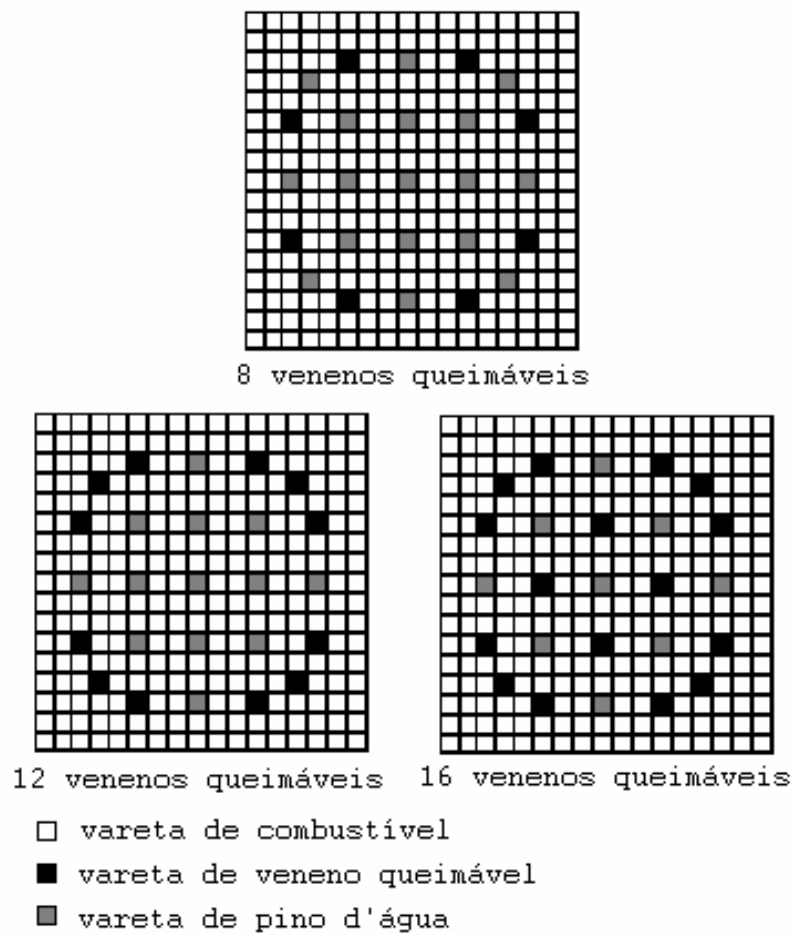 8 venenos queimáveis
12 venenos queimáveis
16 venenos queimáveis
vareta de combustível
vareta de veneno queimável
vareta de pino d'água